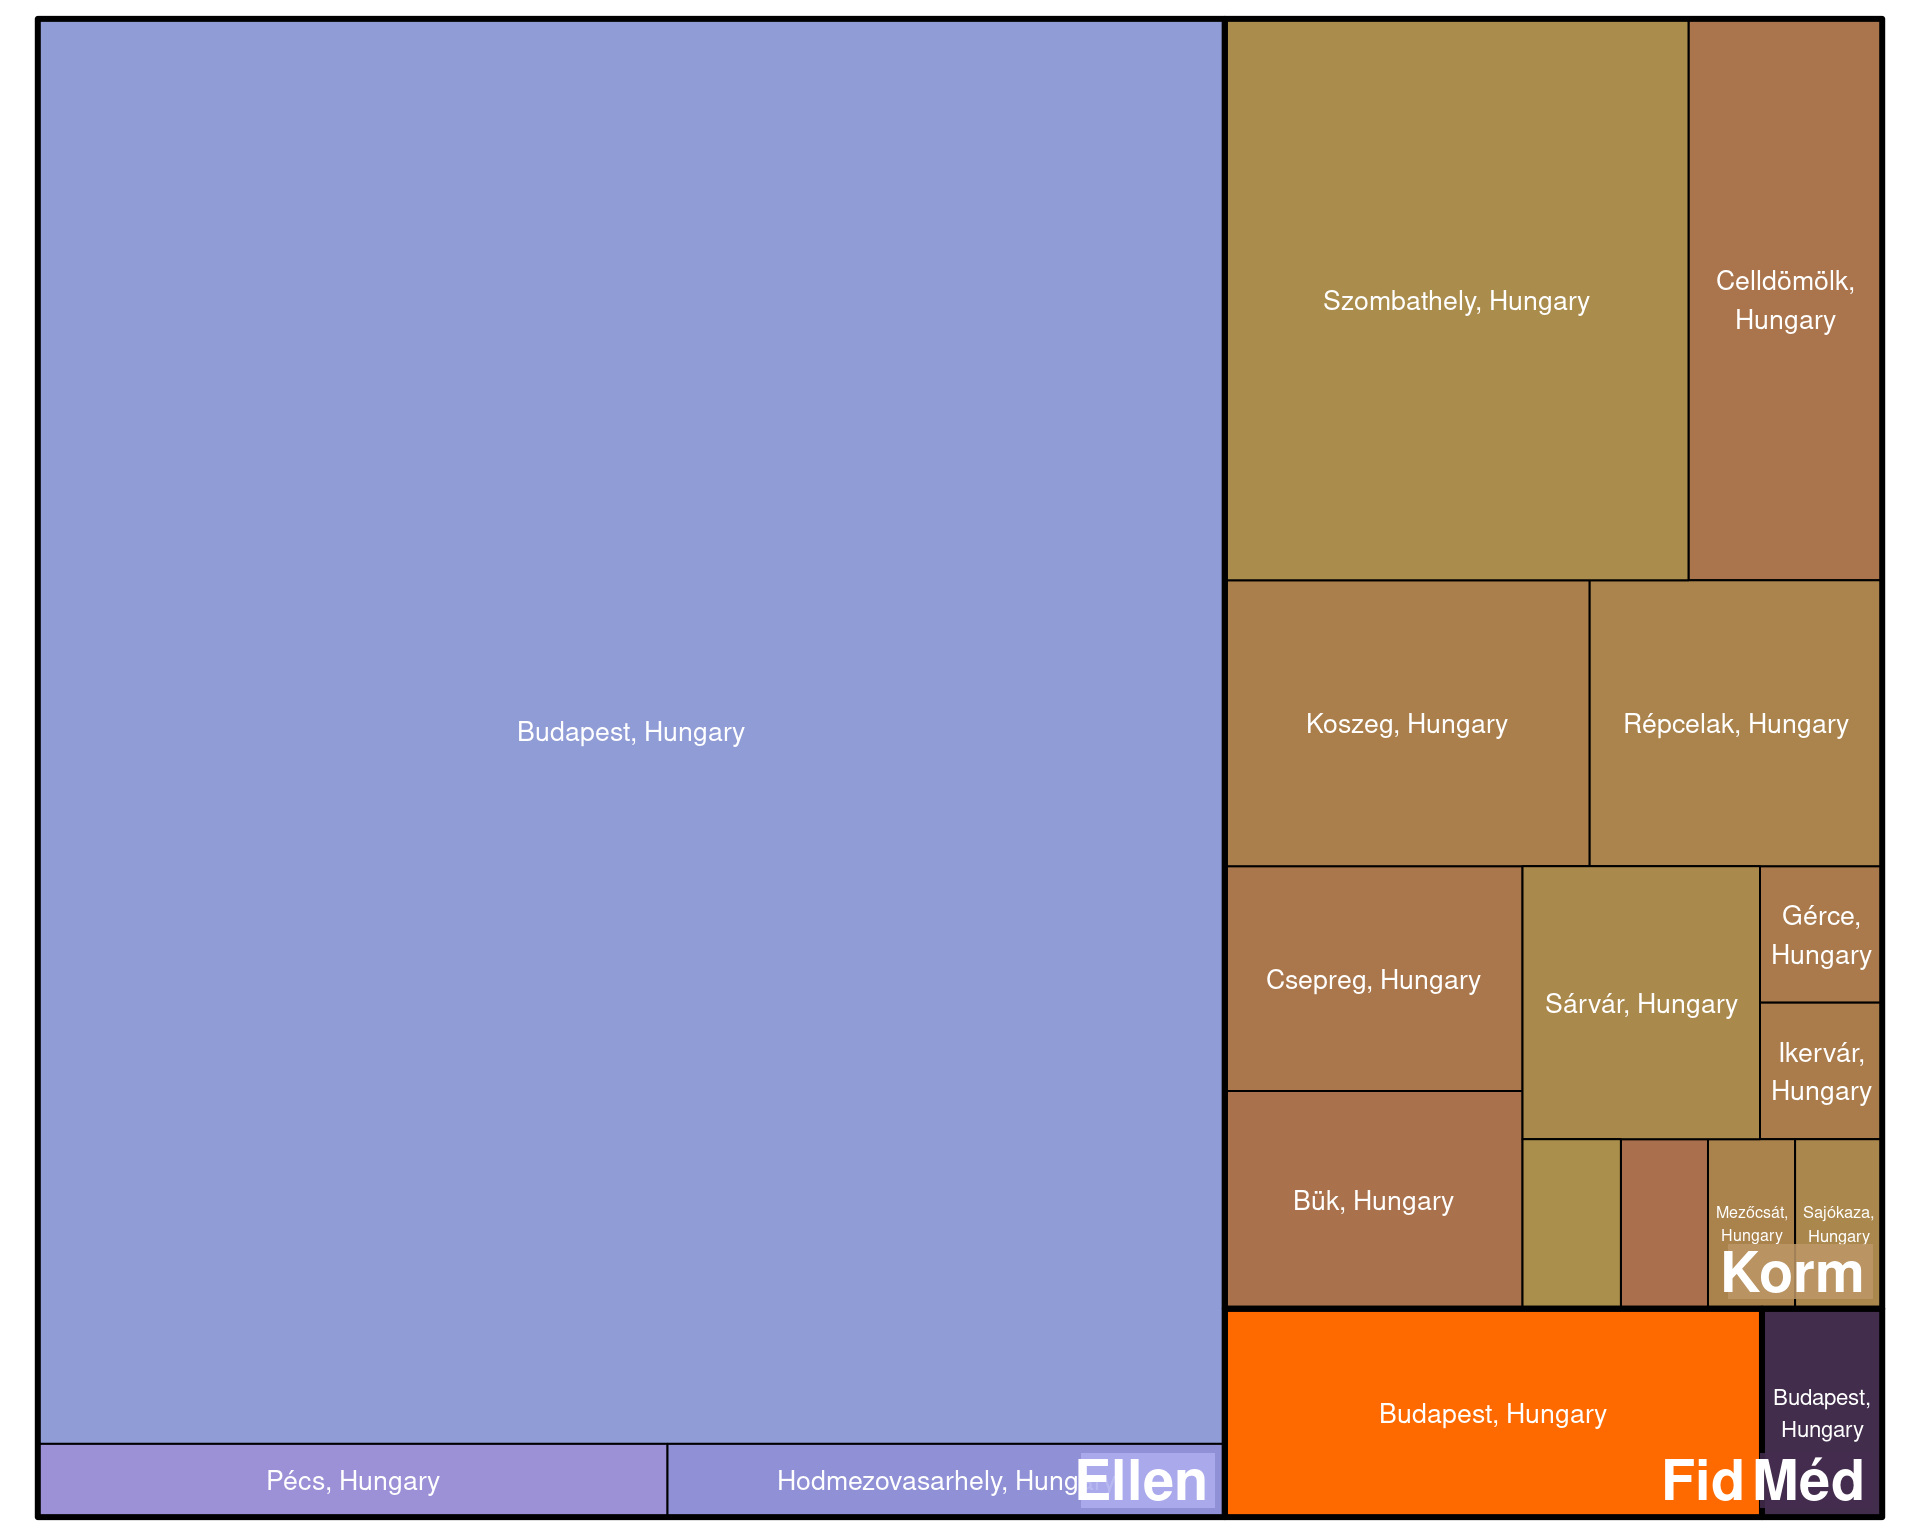 Budapest, Hungary
Pécs, Hungary
Hodmezovasarhely, Hung
Ellen
Szombathely, Hungary
Celldömölk,
Hungary
Koszeg, Hungary
Répcelak, Hungary
Csepreg, Hungary
Bük, Hungary
Sárvár, Hungary
Gérce,
Hungary
Ikervár,
Hungary
Mezőcsát,
Hungary
Sajókaza,
Hungary
Korm
Budapest, Hungary
Fid
Budapest,
Hungary
Méd